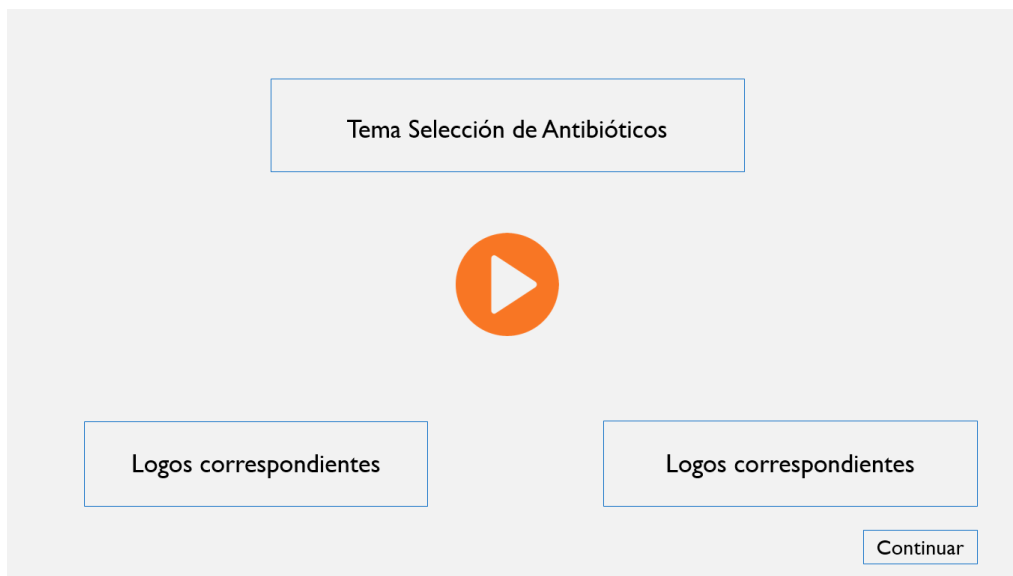 Tema Selección de Antibióticos
Logos correspondientes
Logos correspondientes
Continuar